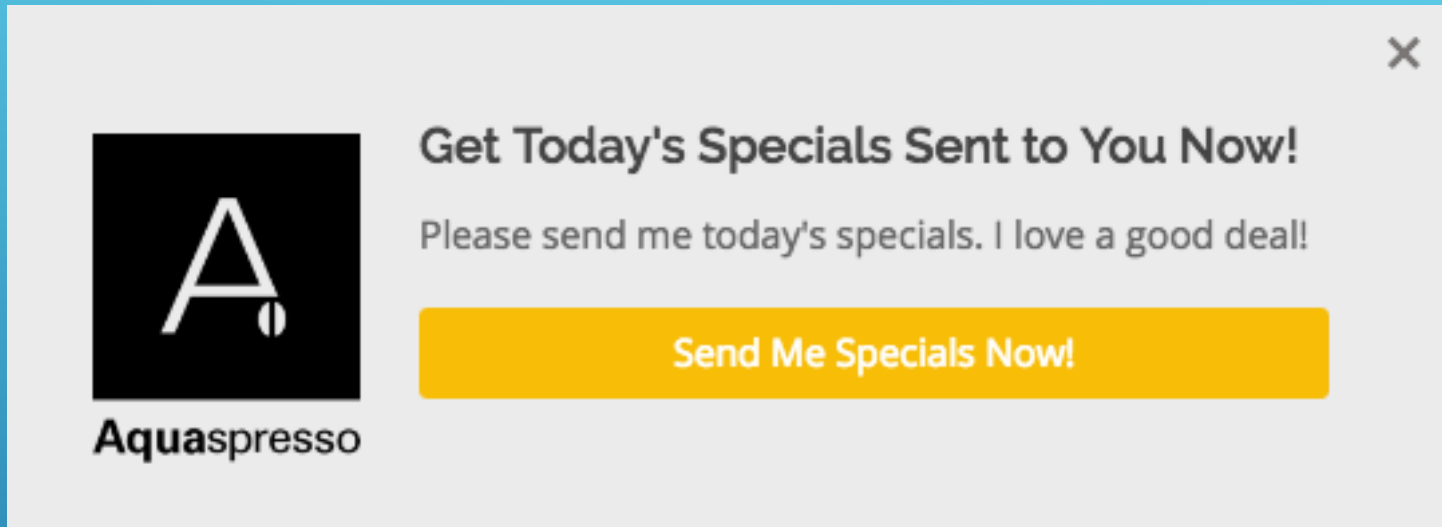 Get Today's Specials Sent to You Now!
Please send me today's specials. I love a good deal!
Send Me Specials Now!
A
Aquaspresso